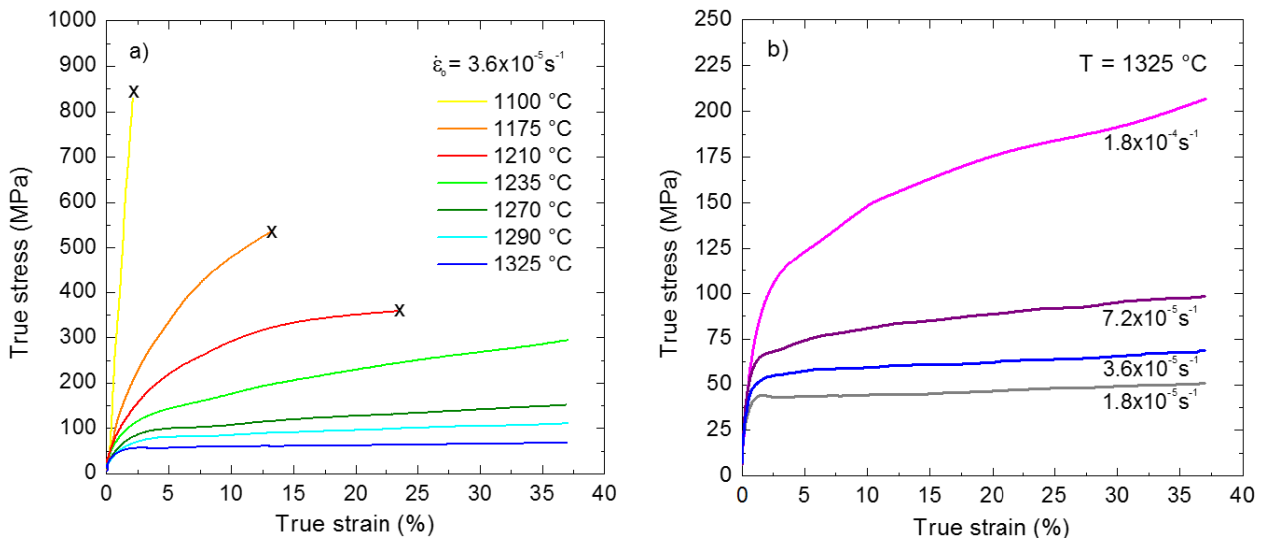 a)
ε̇₀ = 3.6x10⁻⁵s⁻¹
1100 °C
1175 °C
1210 °C
1235 °C
1270 °C
1290 °C
1325 °C
x
x
x
1000
900
800
700
600
500
400
300
200
100
0
True stress (MPa)
0 5 10 15 20 25 30 35 40
True strain (%)
b)
T = 1325 °C
1.8x10⁻⁴s⁻¹
7.2x10⁻⁵s⁻¹
3.6x10⁻⁵s⁻¹
1.8x10⁻⁵s⁻¹
250
225
200
175
150
125
100
75
50
25
0
True stress (MPa)
0 5 10 15 20 25 30 35 40
True strain (%)